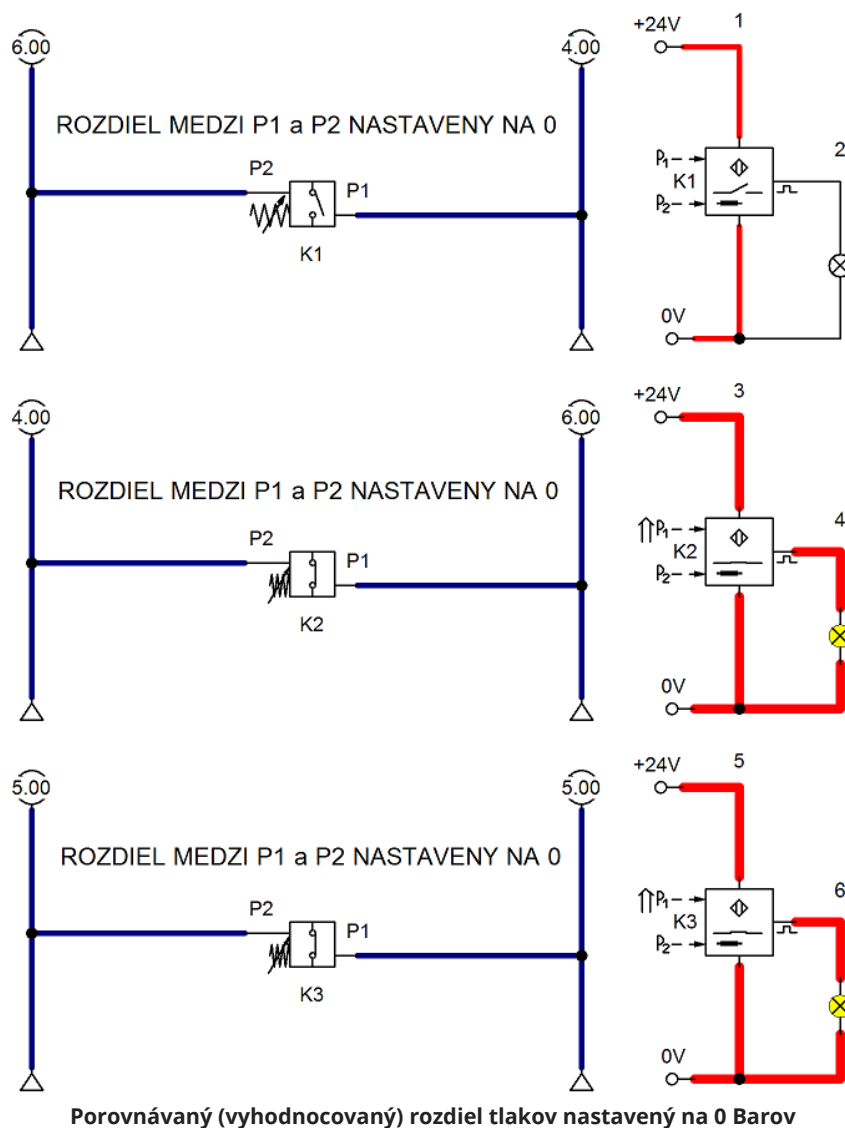 6.00 4.00 +24V 1
ROZDIEL MEDZI P1 a P2 NASTAVENY NA 0
P2 P1 K1
P1 K1 P2 2
0V
4.00 6.00 +24V 3
ROZDIEL MEDZI P1 a P2 NASTAVENY NA 0
P2 P1 K2
P1 K2 P2 4
0V
5.00 5.00 +24V 5
ROZDIEL MEDZI P1 a P2 NASTAVENY NA 0
P2 P1 K3
P1 K3 P2 6
0V
Porovnávaný (vyhodnocovaný) rozdiel tlakov nastavený na 0 Barov